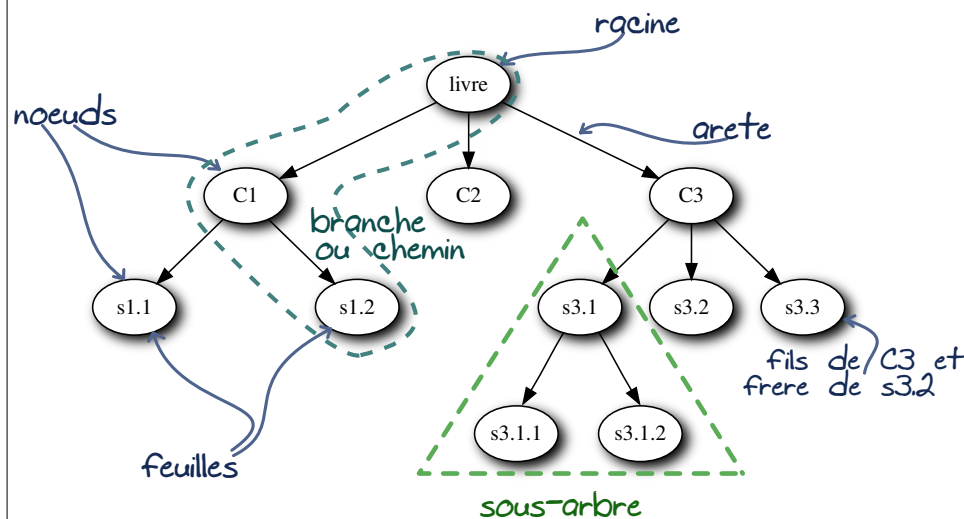 racine
livre
noeuds
arete
C1
C2
C3
branche
ou chemin
s1.1
s1.2
s3.1
s3.2
s3.3
fils de C3 et
frere de s3.2
s3.1.1
s3.1.2
feuilles
sous-arbre